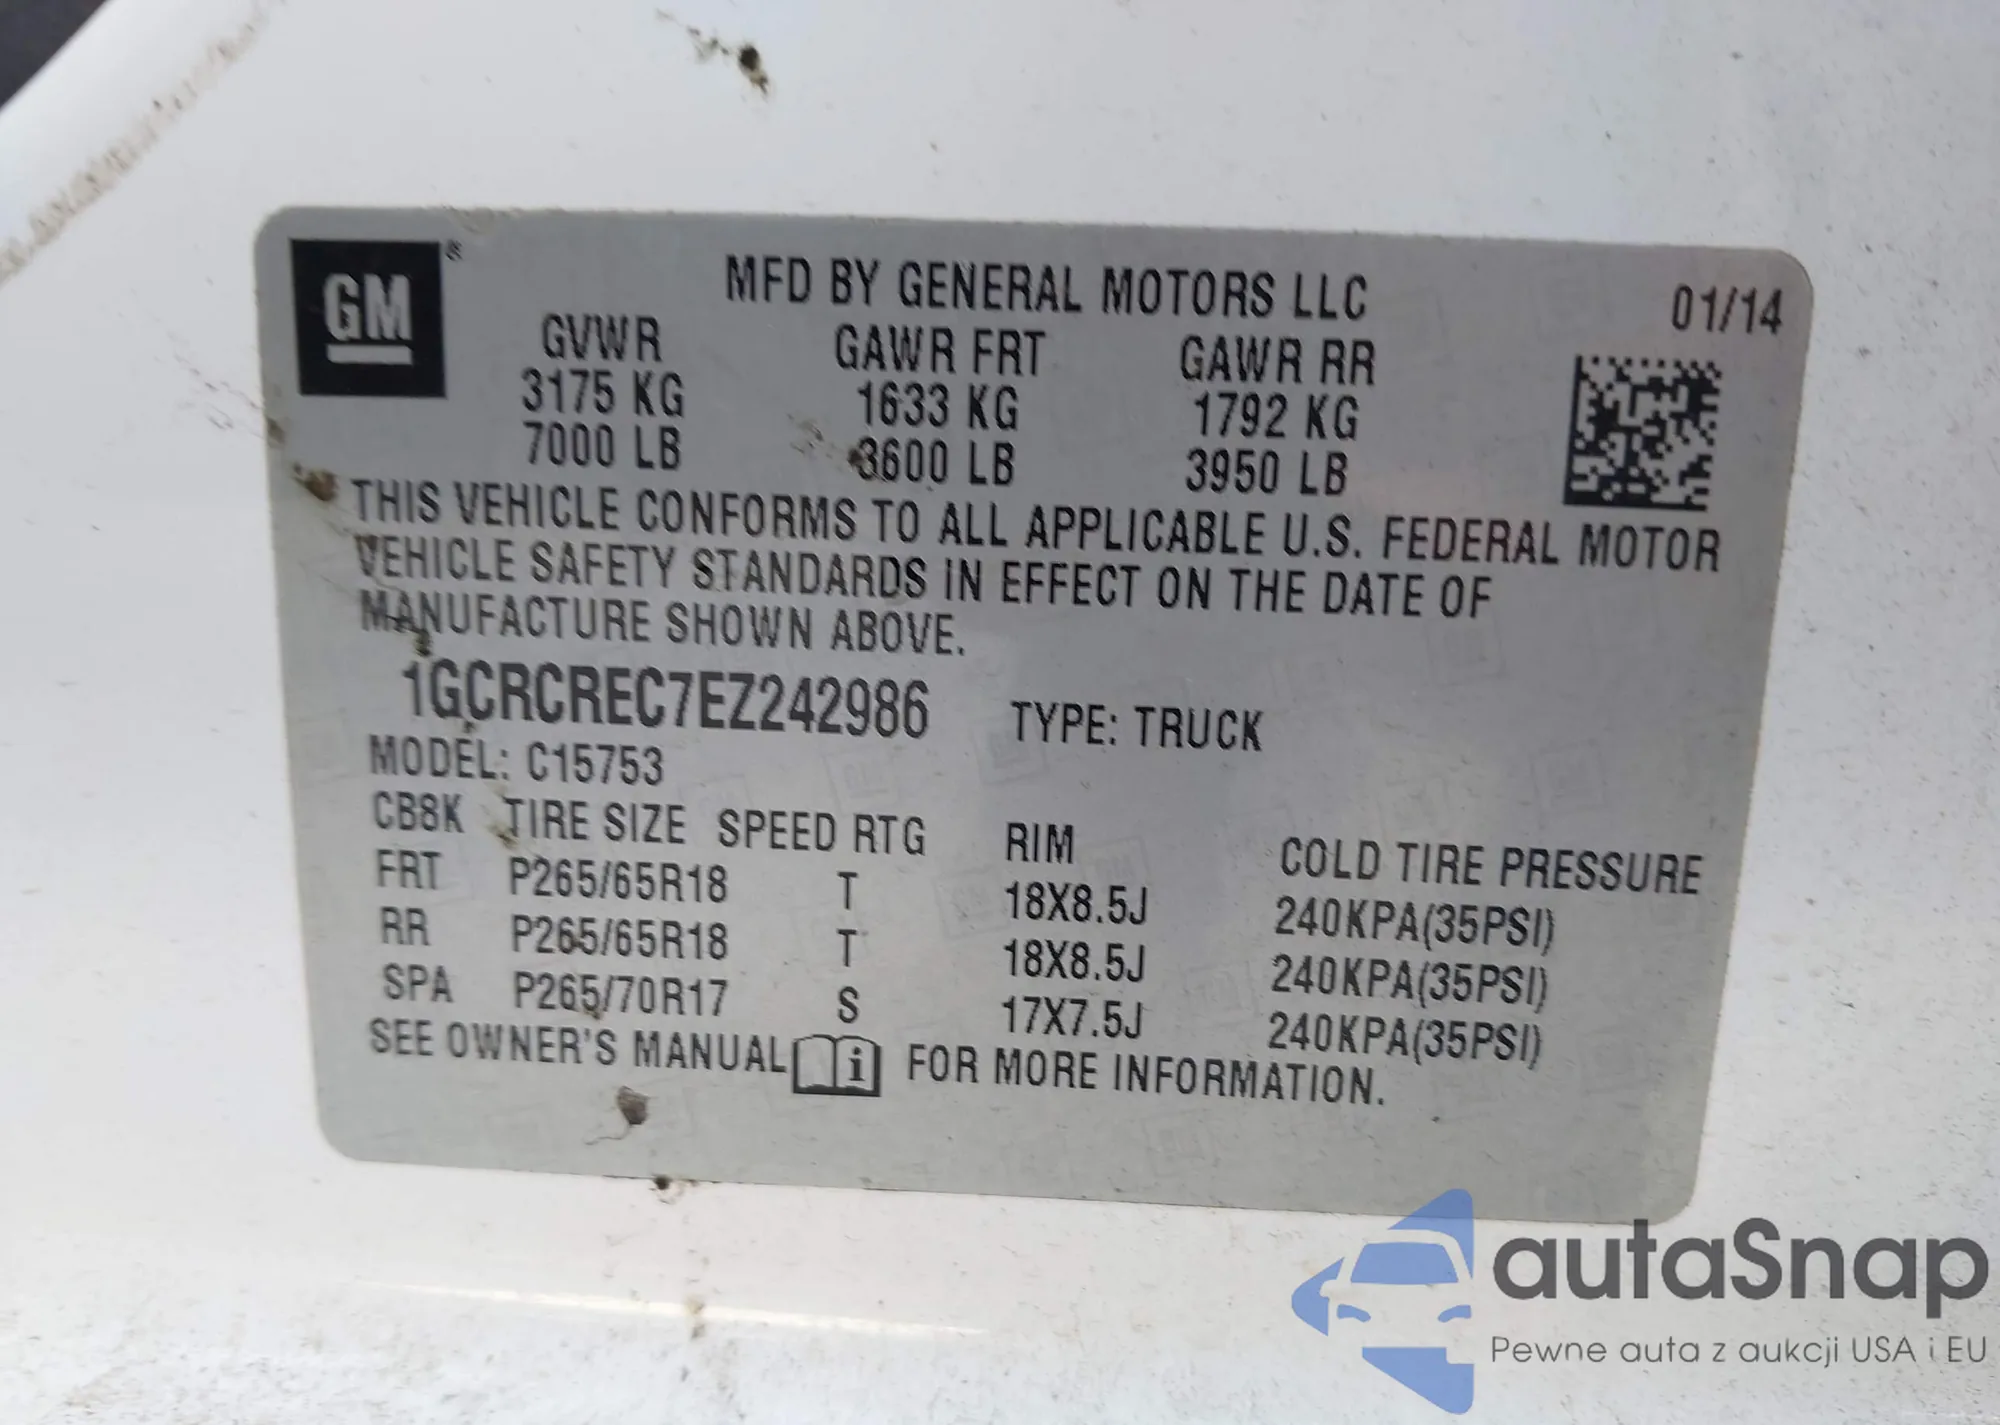 GM ®
MFD BY GENERAL MOTORS LLC 01/14
GVWR GAWR FRT GAWR RR
3175 KG 1633 KG 1792 KG
7000 LB 3600 LB 3950 LB
THIS VEHICLE CONFORMS TO ALL APPLICABLE U.S. FEDERAL MOTOR
VEHICLE SAFETY STANDARDS IN EFFECT ON THE DATE OF
MANUFACTURE SHOWN ABOVE.
1GCRCREC7EZ242986 TYPE: TRUCK
MODEL: C15753
CB8K TIRE SIZE SPEED RTG RIM COLD TIRE PRESSURE
FRT P265/65R18 T 18X8.5J 240KPA(35PSI)
RR P265/65R18 T 18X8.5J 240KPA(35PSI)
SPA P265/70R17 S 17X7.5J 240KPA(35PSI)
SEE OWNER'S MANUAL i FOR MORE INFORMATION.
autaSnap
Pewne auta z aukcji USA i EU